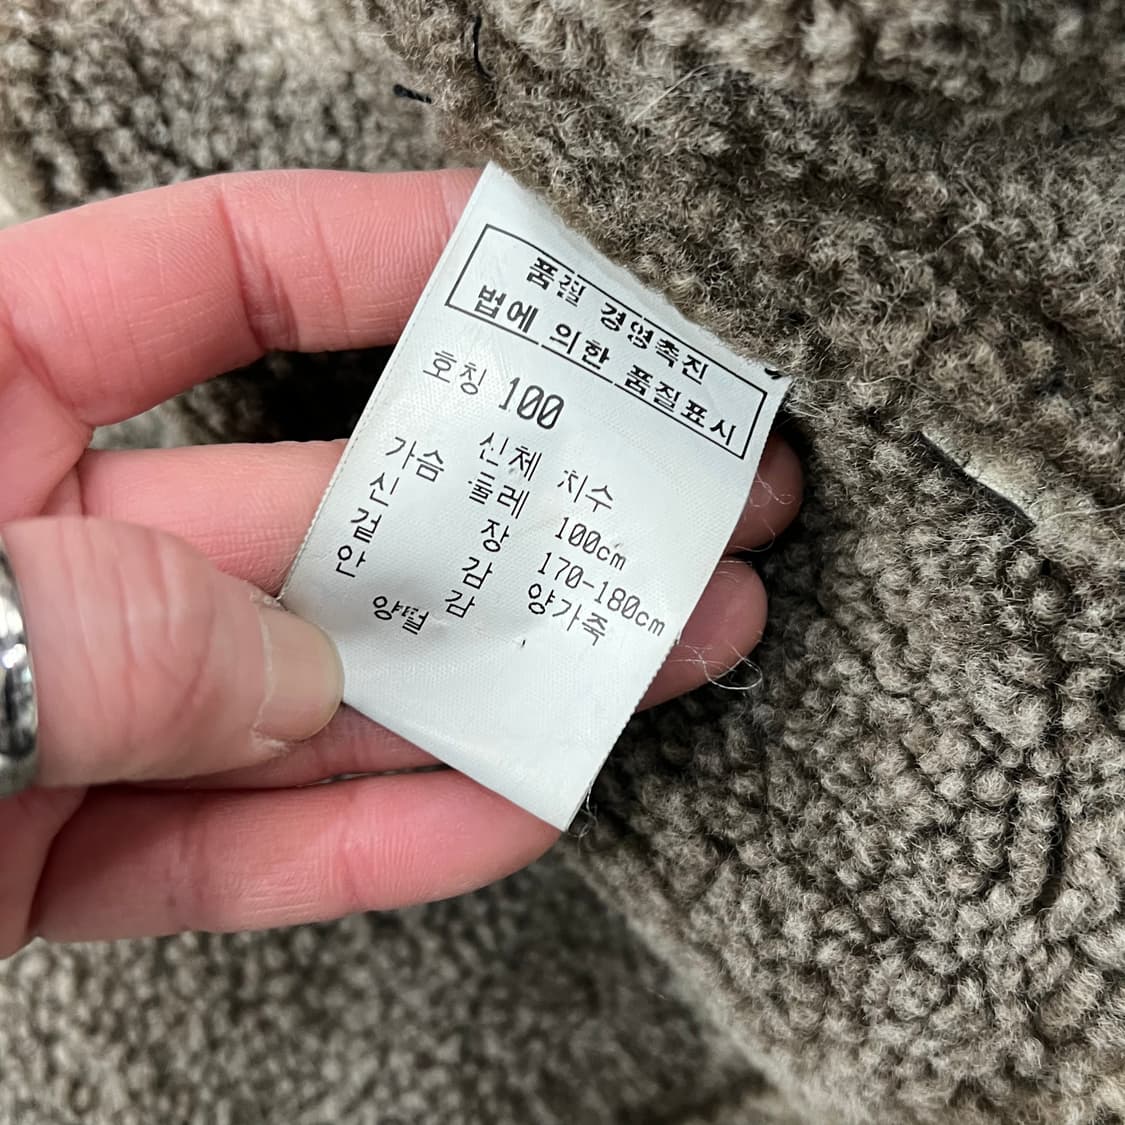 품질 경영촉진
법에 의한 품질표시
호칭 100
신체 치수
가슴 둘레 100cm
신 장 170-180cm
겉 감 양가죽
안 감 양털